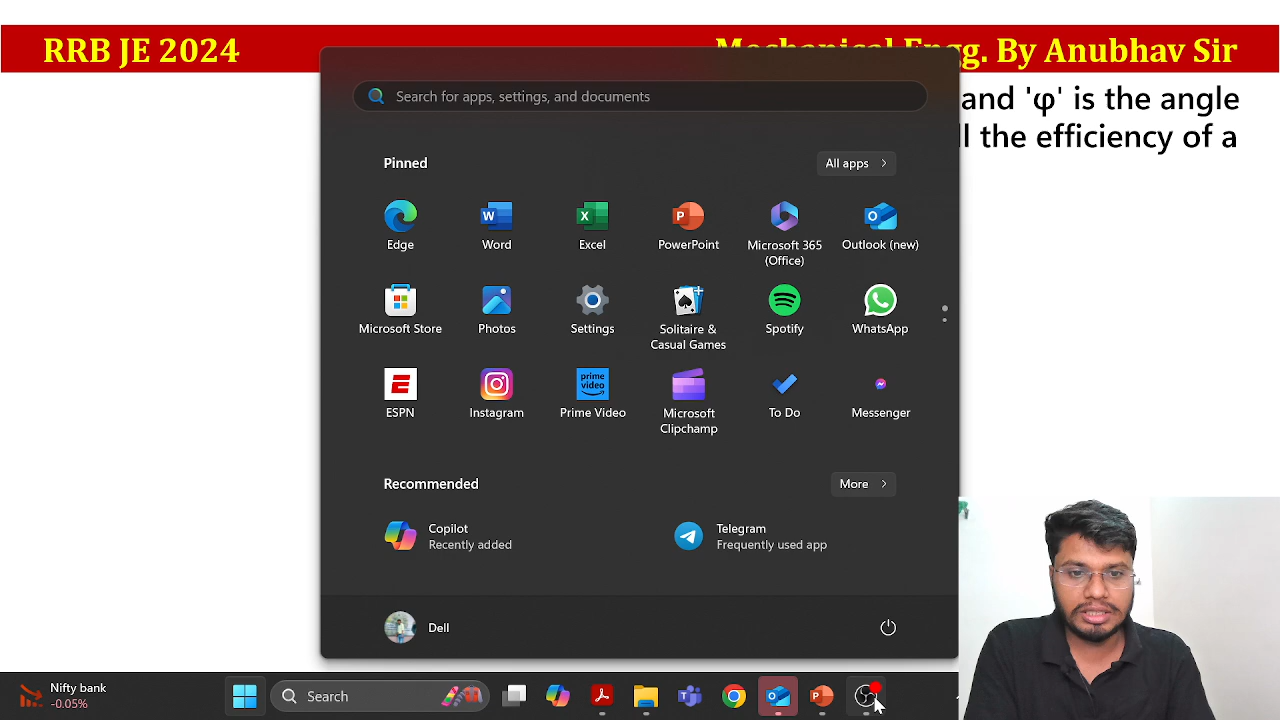 RRB JE 2024
gg. By Anubhav Sir
and 'φ' is the angle
ll the efficiency of a
Search for apps, settings, and documents
Pinned
All apps
Edge
Word
Excel
PowerPoint
Microsoft 365
(Office)
Outlook (new)
Microsoft Store
Photos
Settings
Solitaire &
Casual Games
Spotify
WhatsApp
ESPN
Instagram
prime
video
Prime Video
Microsoft
Clipchamp
To Do
Messenger
Recommended
More
Copilot
Recently added
Telegram
Frequently used app
Dell
Nifty bank
-0.05%
Search